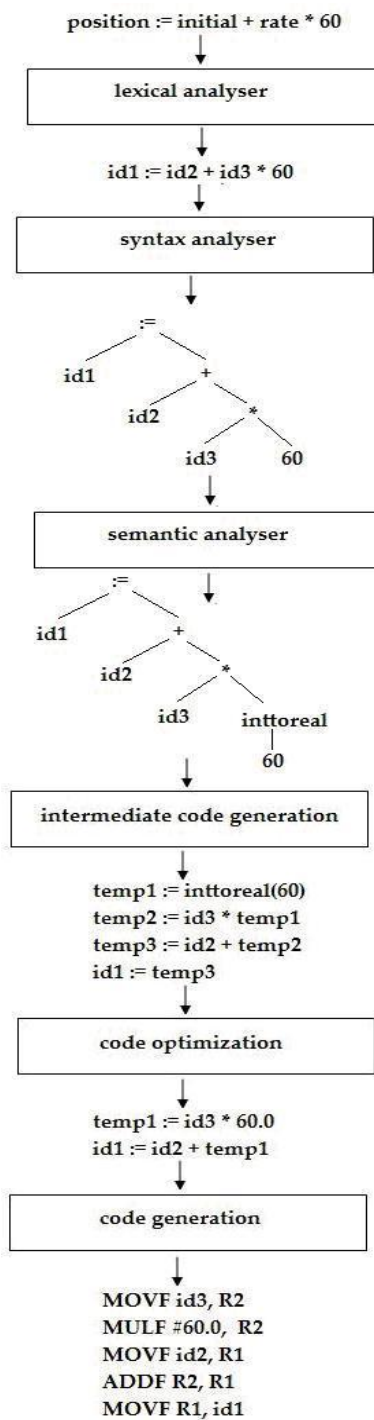 position := initial + rate * 60
lexical analyser
id1 := id2 + id3 * 60
syntax analyser
:=
id1
+
id2
*
id3
60
semantic analyser
:=
id1
+
id2
*
id3
inttoreal
60
intermediate code generation
temp1 := inttoreal(60)
temp2 := id3 * temp1
temp3 := id2 + temp2
id1 := temp3
code optimization
temp1 := id3 * 60.0
id1 := id2 + temp1
code generation
MOVF id3, R2
MULF #60.0, R2
MOVF id2, R1
ADDF R2, R1
MOVF R1, id1